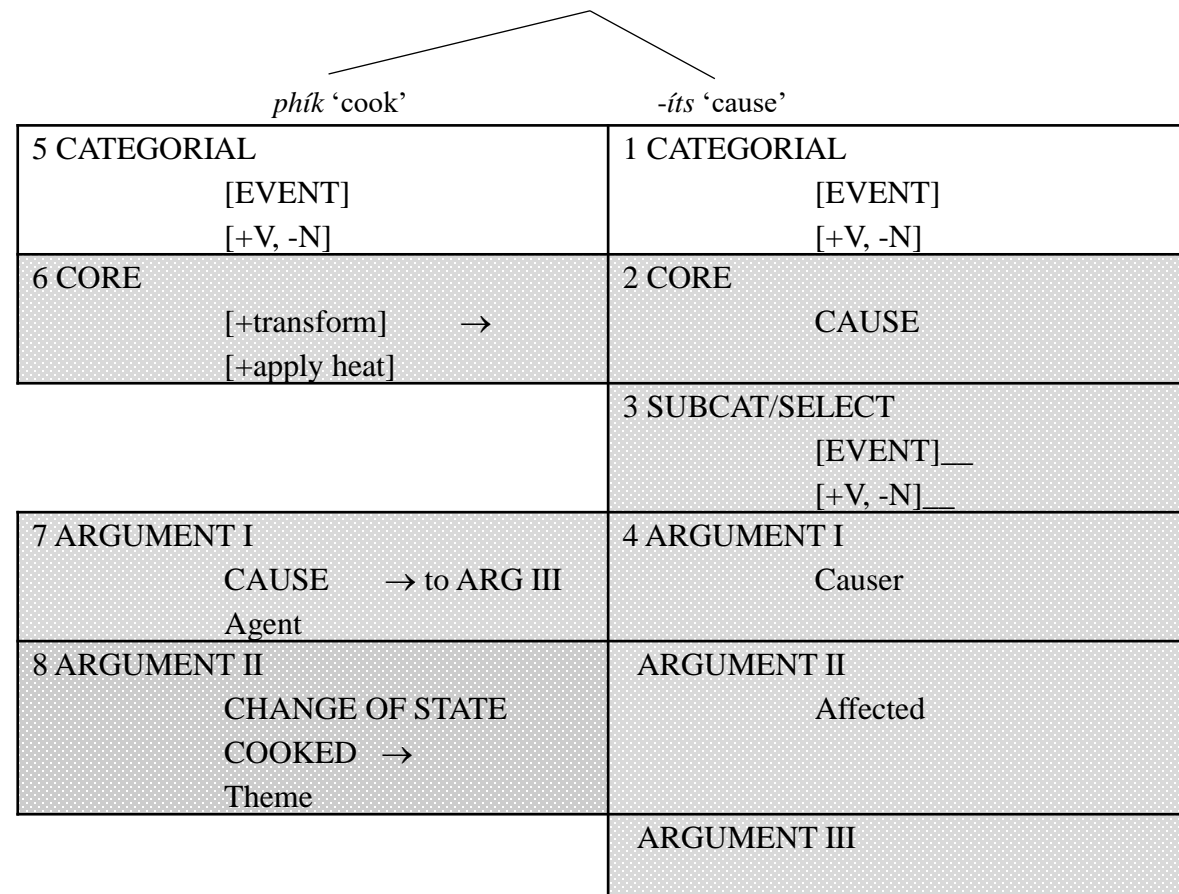 phík ‘cook’ -íts ‘cause’
5 CATEGORIAL 1 CATEGORIAL
[EVENT] [EVENT]
[+V, -N] [+V, -N]
6 CORE 2 CORE
[+transform] → CAUSE
[+apply heat]
3 SUBCAT/SELECT
[EVENT]__
[+V, -N]__
7 ARGUMENT I 4 ARGUMENT I
CAUSE → to ARG III Causer
Agent
8 ARGUMENT II ARGUMENT II
CHANGE OF STATE Affected
COOKED →
Theme
ARGUMENT III